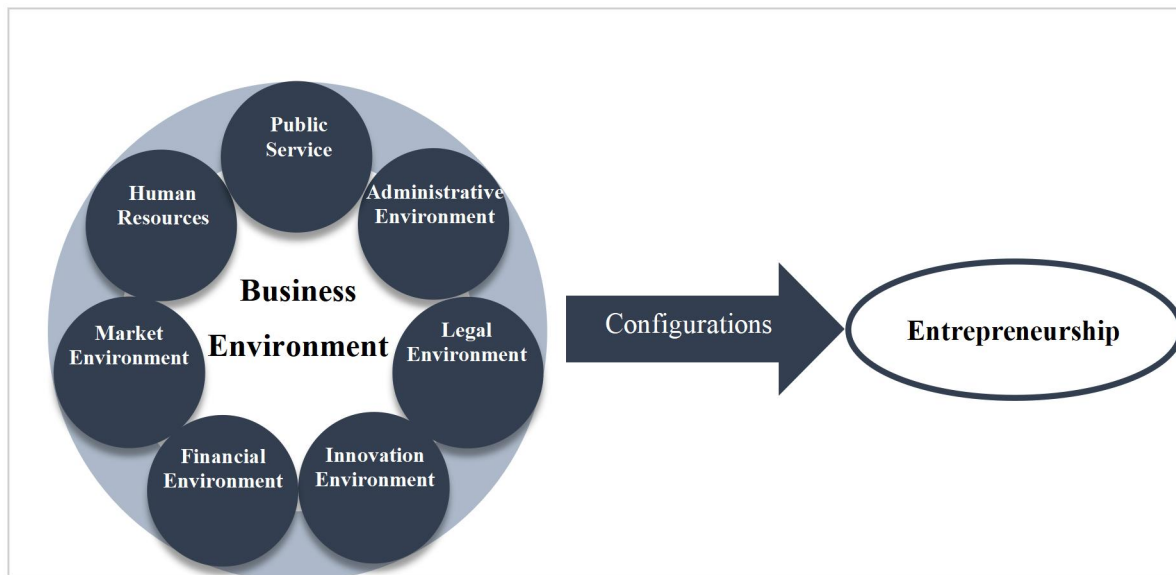 Public
Service
Administrative
Environment
Human
Resources
Business
Environment
Market
Environment
Legal
Environment
Financial
Environment
Innovation
Environment
Configurations
Entrepreneurship